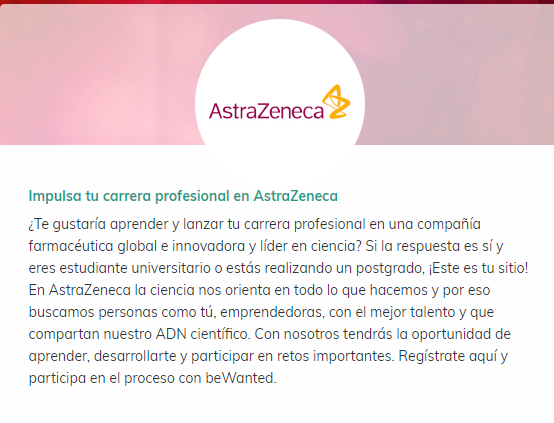 AstraZeneca
Impulsa tu carrera profesional en AstraZeneca
¿Te gustaría aprender y lanzar tu carrera profesional en una compañía
farmacéutica global e innovadora y líder en ciencia? Si la respuesta es sí y
eres estudiante universitario o estás realizando un postgrado, ¡Este es tu sitio!
En AstraZeneca la ciencia nos orienta en todo lo que hacemos y por eso
buscamos personas como tú, emprendedoras, con el mejor talento y que
compartan nuestro ADN científico. Con nosotros tendrás la oportunidad de
aprender, desarrollarte y participar en retos importantes. Regístrate aquí y
participa en el proceso con beWanted.